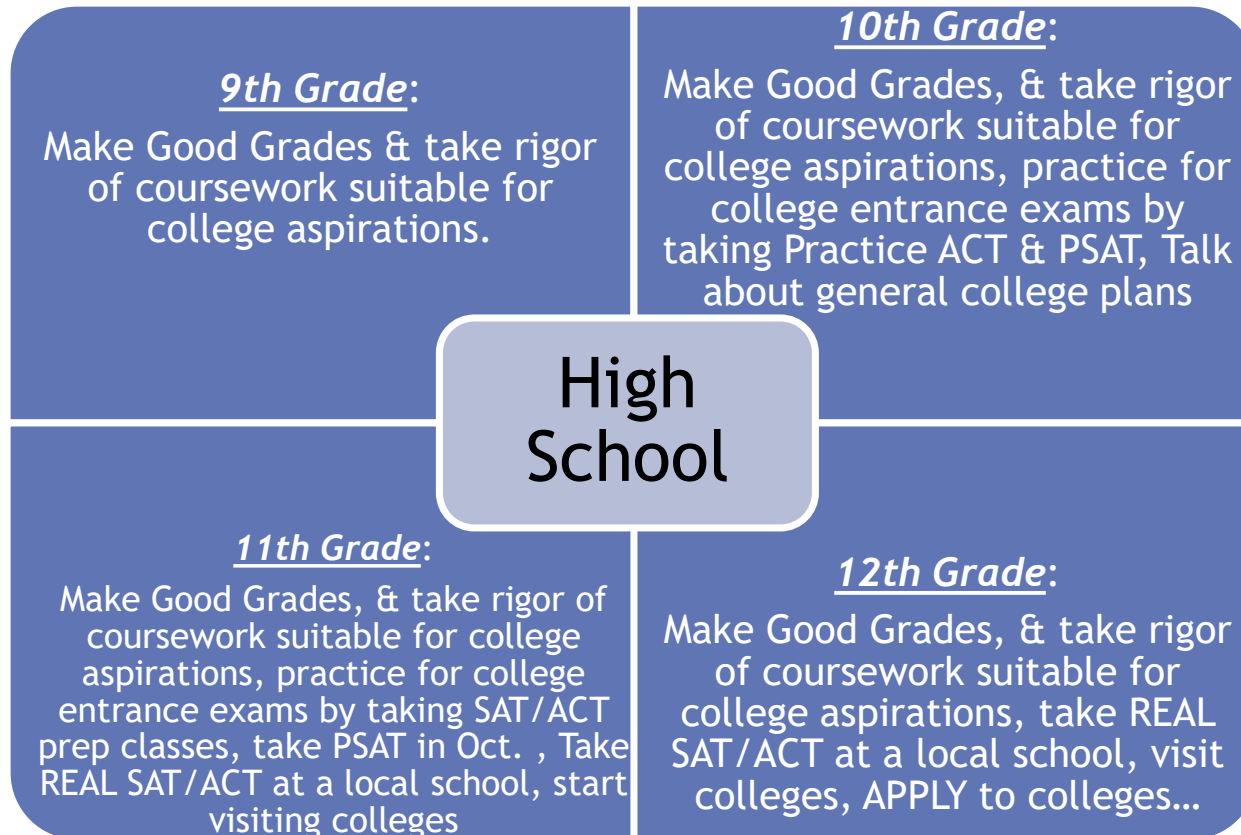 9th Grade:
Make Good Grades & take rigor
of coursework suitable for
college aspirations.
10th Grade:
Make Good Grades, & take rigor
of coursework suitable for
college aspirations, practice for
college entrance exams by
taking Practice ACT & PSAT, Talk
about general college plans
High
School
11th Grade:
Make Good Grades, & take rigor of
coursework suitable for college
aspirations, practice for college
entrance exams by taking SAT/ACT
prep classes, take PSAT in Oct. , Take
REAL SAT/ACT at a local school, start
visiting colleges
12th Grade:
Make Good Grades, & take rigor
of coursework suitable for
college aspirations, take REAL
SAT/ACT at a local school, visit
colleges, APPLY to colleges…